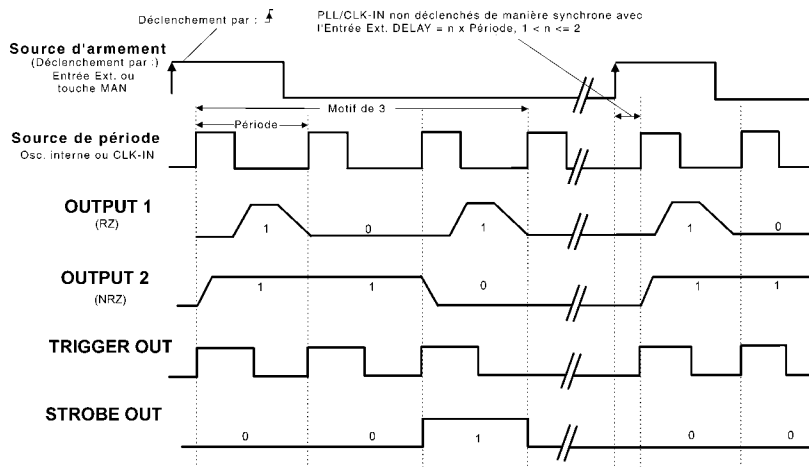 Déclenchement par :
PLL/CLK-IN non déclenchés de manière synchrone avec
l'Entrée Ext. DELAY = n x Période, 1 < n <= 2
Source d'armement
(Déclenchement par :)
Entrée Ext. ou
touche MAN
Motif de 3
Période
Source de période
Osc. interne ou CLK-IN
OUTPUT 1
(RZ)
1 0 1 1 0
OUTPUT 2
(NRZ)
1 1 0 1 1
TRIGGER OUT
STROBE OUT
0 0 1 0 0